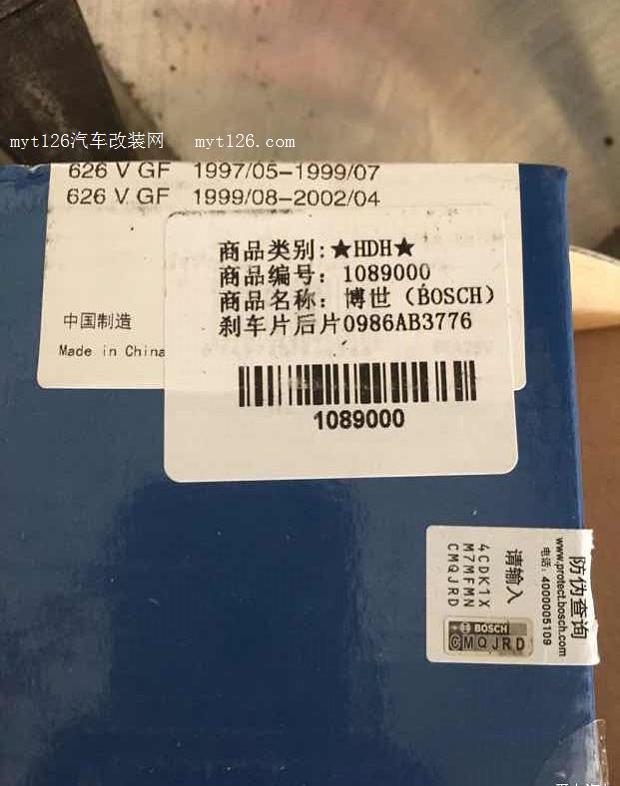 myt126汽车改装网 myt126.com
626 V GF 1997/05-1999/07
626 V GF 1999/08-2002/04
商品类别:★HDH★
商品编号: 1089000
商品名称: 博世 (BOSCH)
刹车片后片0986AB3776
1089000
中国制造
Made in China
防伪查询
www.protect.bosch.com
电话: 4000005109
请输入
4CDK1X
M7MFMN
CMQJRD
BOSCH
CMQJRD